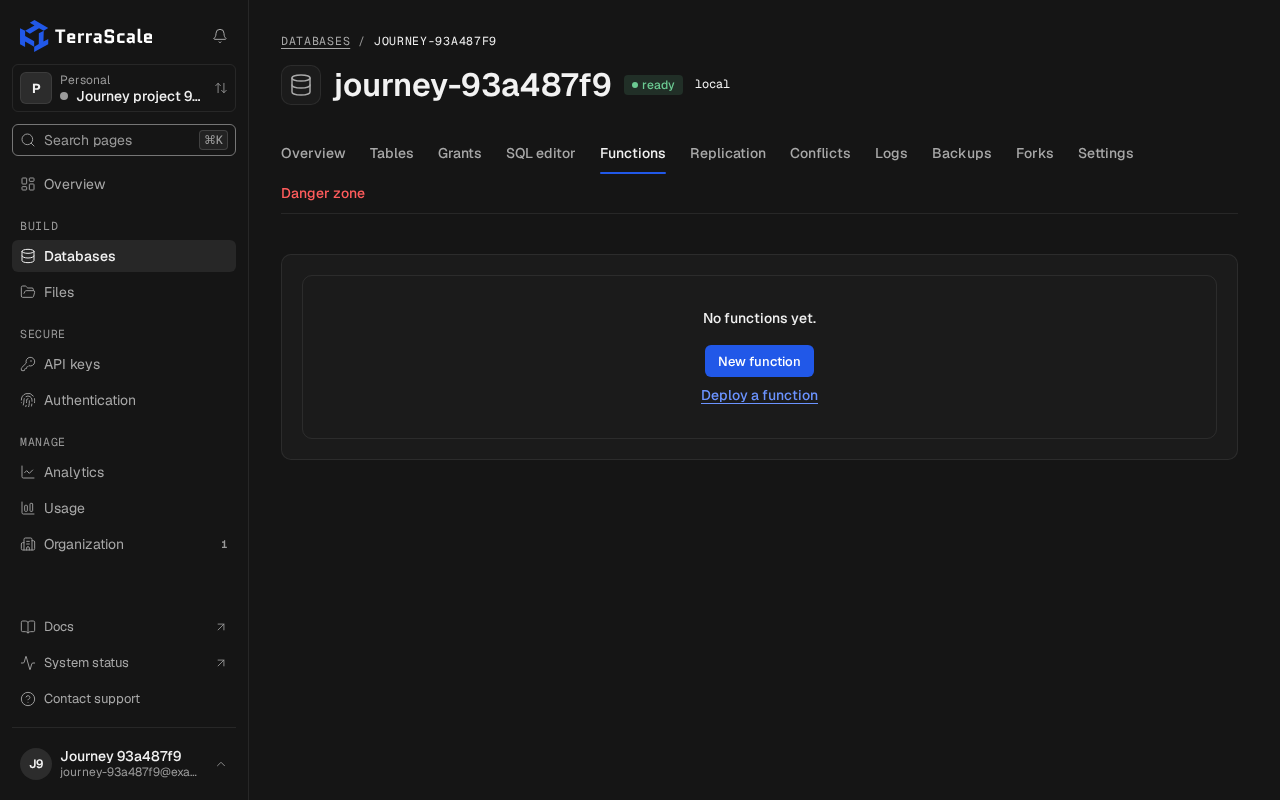 TerraScale
P
Personal
Journey project 9...
Search pages
⌘K
Overview
BUILD
Databases
Files
SECURE
API keys
Authentication
MANAGE
Analytics
Usage
Organization
1
Docs
System status
Contact support
J9
Journey 93a487f9
journey-93a487f9@exa...
DATABASES / JOURNEY-93A487F9
journey-93a487f9
ready
local
Overview Tables Grants SQL editor Functions Replication Conflicts Logs Backups Forks Settings
Danger zone
No functions yet.
New function
Deploy a function